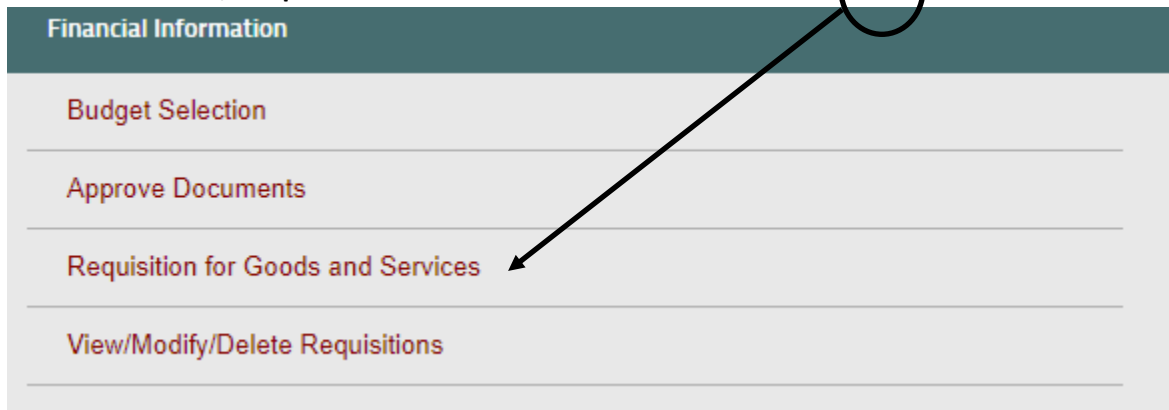 Financial Information
Budget Selection
Approve Documents
Requisition for Goods and Services
View/Modify/Delete Requisitions